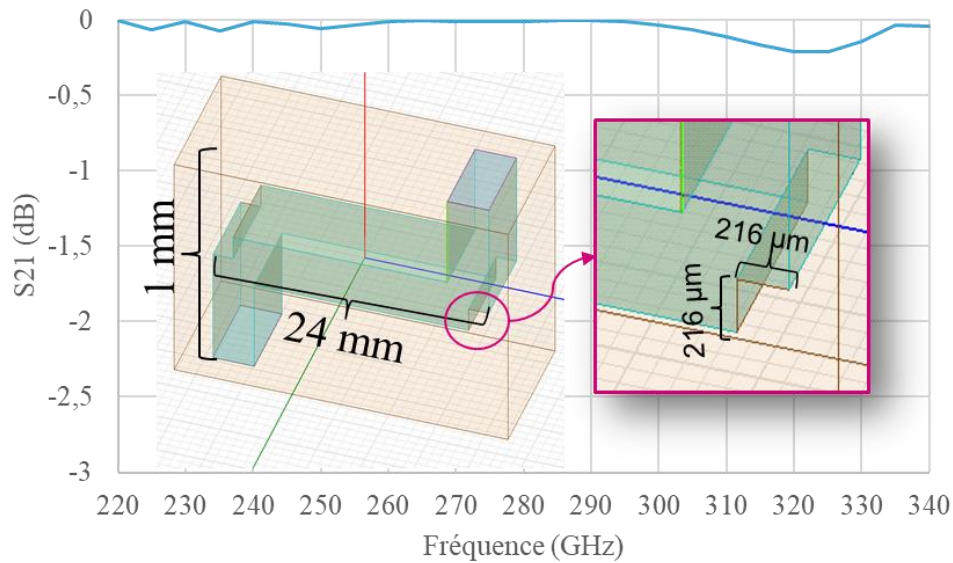 0
-0,5
-1
-1,5
-2
-2,5
-3
S21 (dB)
1 mm
24 mm
216 µm
216 µm
220 230 240 250 260 270 280 290 300 310 320 330 340
Fréquence (GHz)